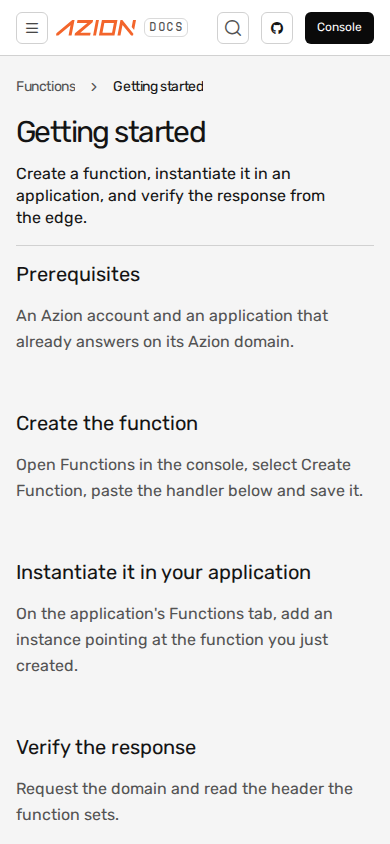 AZION DOCS Console
Functions > Getting started
Getting started
Create a function, instantiate it in an
application, and verify the response from
the edge.
Prerequisites
An Azion account and an application that
already answers on its Azion domain.
Create the function
Open Functions in the console, select Create
Function, paste the handler below and save it.
Instantiate it in your application
On the application's Functions tab, add an
instance pointing at the function you just
created.
Verify the response
Request the domain and read the header the
function sets.